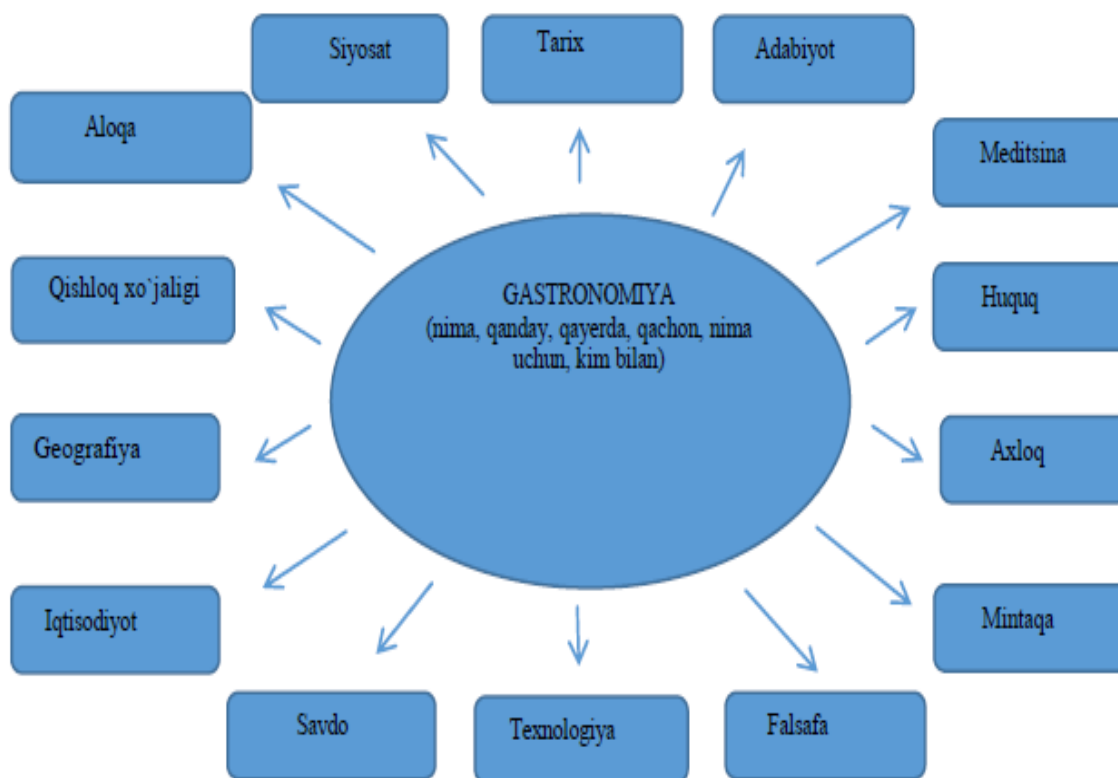 Siyosat
Tarix
Adabiyot
Aloqa
Meditsina
Qishloq xo`jaligi
GASTRONOMIYA
(nima, qanday, qayerda, qachon, nima
uchun, kim bilan)
Huquq
Geografiya
Axloq
Iqtisodiyot
Mintaqa
Savdo
Texnologiya
Falsafa